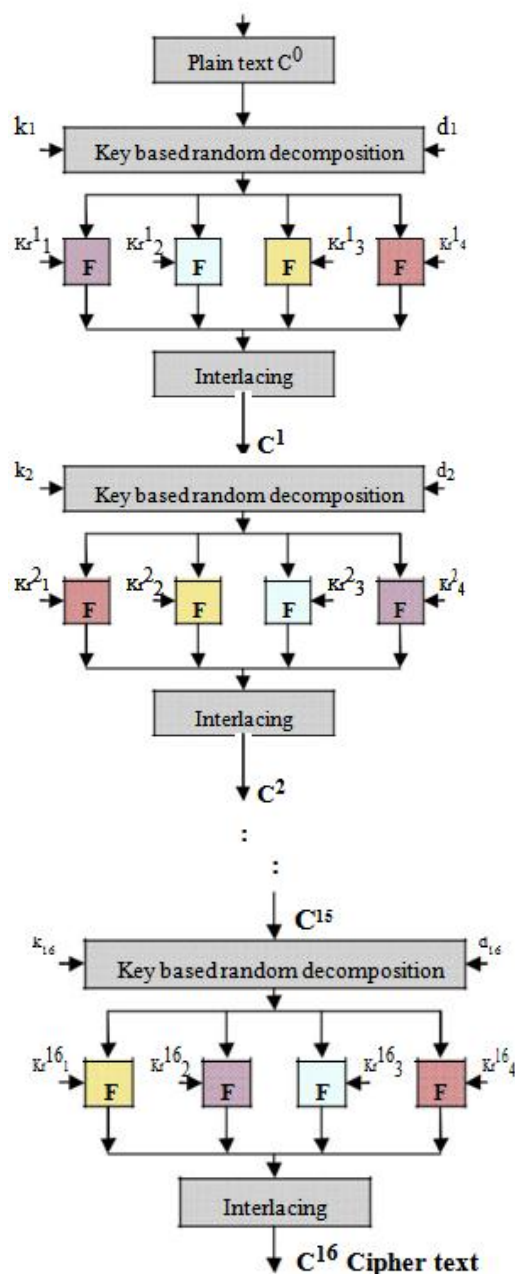 Plain text C⁰
k1 d1
Key based random decomposition
Kr¹1 Kr¹2 Kr¹3 Kr¹4
F F F F
Interlacing
C¹
k2 d2
Key based random decomposition
Kr²1 Kr²2 Kr²3 Kr²4
F F F F
Interlacing
C²
:
:
C¹⁵
k16 d16
Key based random decomposition
Kr¹⁶1 Kr¹⁶2 Kr¹⁶3 Kr¹⁶4
F F F F
Interlacing
C¹⁶ Cipher text